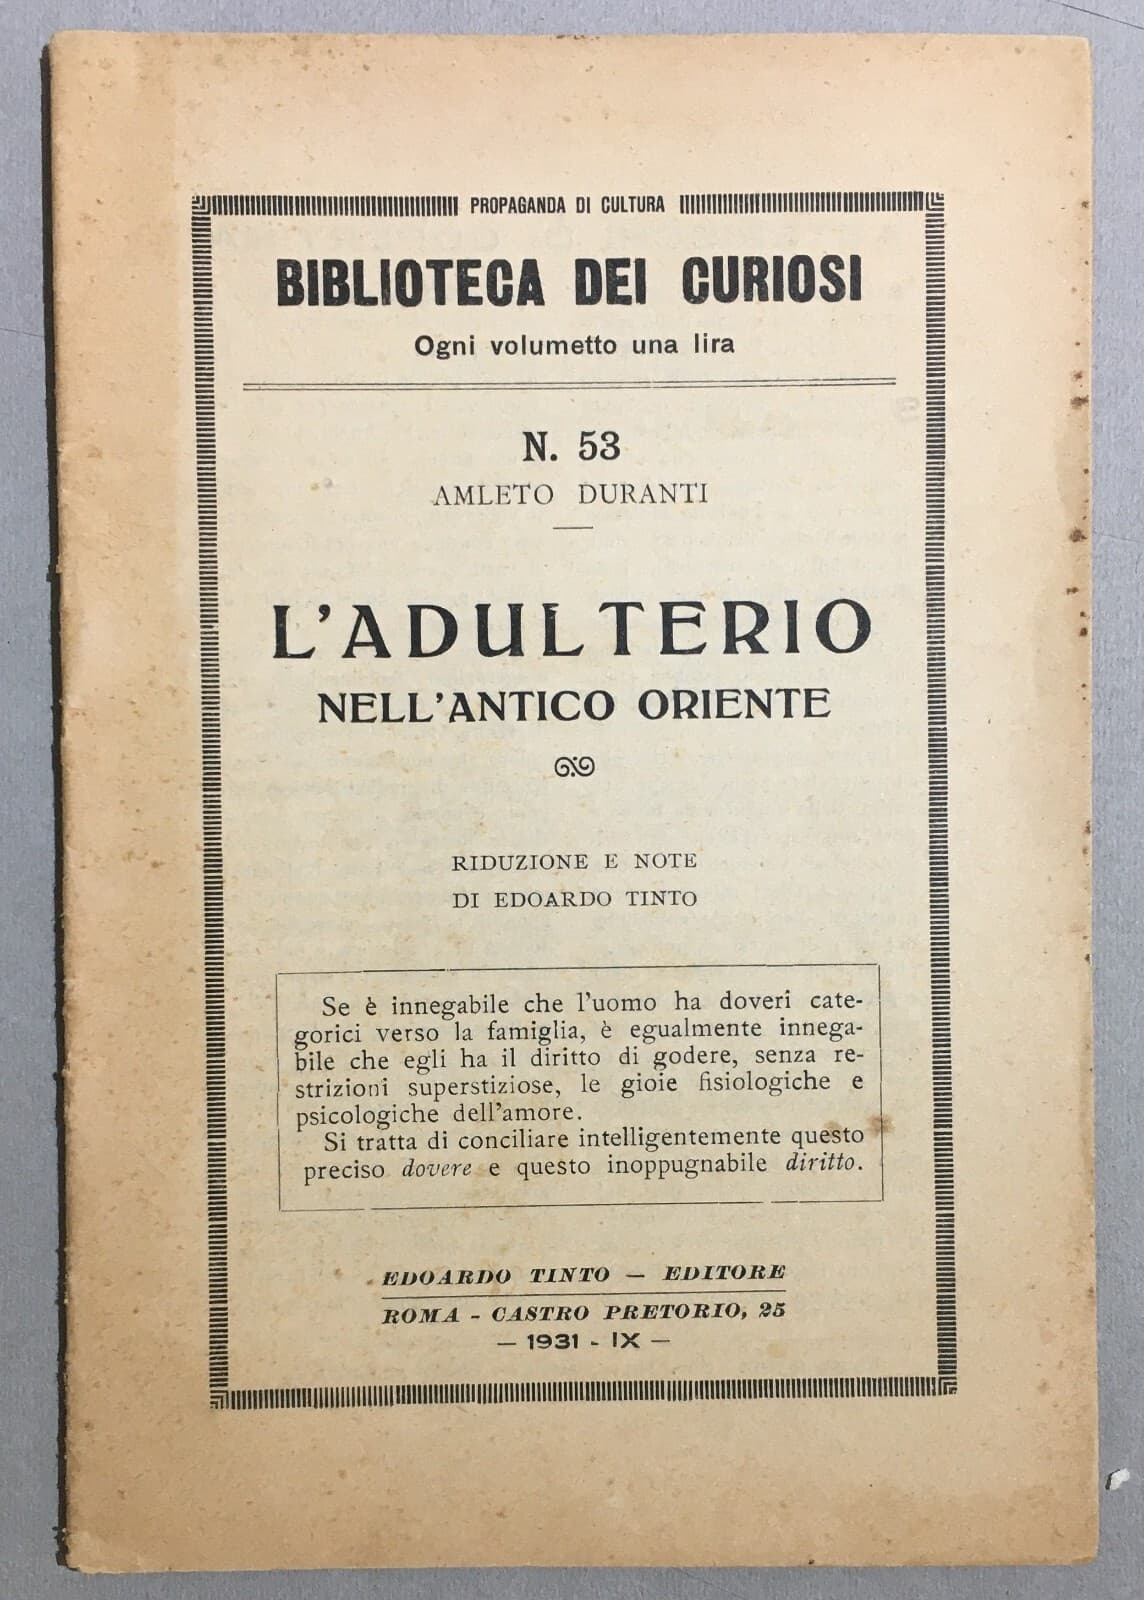 PROPAGANDA DI CULTURA
BIBLIOTECA DEI CURIOSI
Ogni volumetto una lira
N. 53
AMLETO DURANTI
L'ADULTERIO
NELL'ANTICO ORIENTE
RIDUZIONE E NOTE
DI EDOARDO TINTO
Se è innegabile che l'uomo ha doveri cate-
gorici verso la famiglia, è egualmente innega-
bile che egli ha il diritto di godere, senza re-
strizioni superstiziose, le gioie fisiologiche e
psicologiche dell'amore.
Si tratta di conciliare intelligentemente questo
preciso dovere e questo inoppugnabile diritto.
EDOARDO TINTO — EDITORE
ROMA - CASTRO PRETORIO, 25
— 1931 - IX —